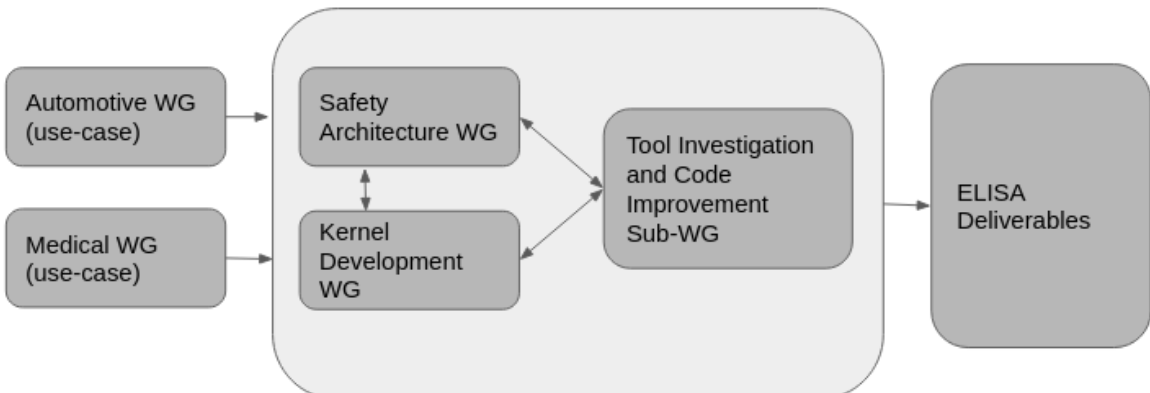 Automotive WG
(use-case)
Medical WG
(use-case)
Safety
Architecture WG
Kernel
Development
WG
Tool Investigation
and Code
Improvement
Sub-WG
ELISA
Deliverables